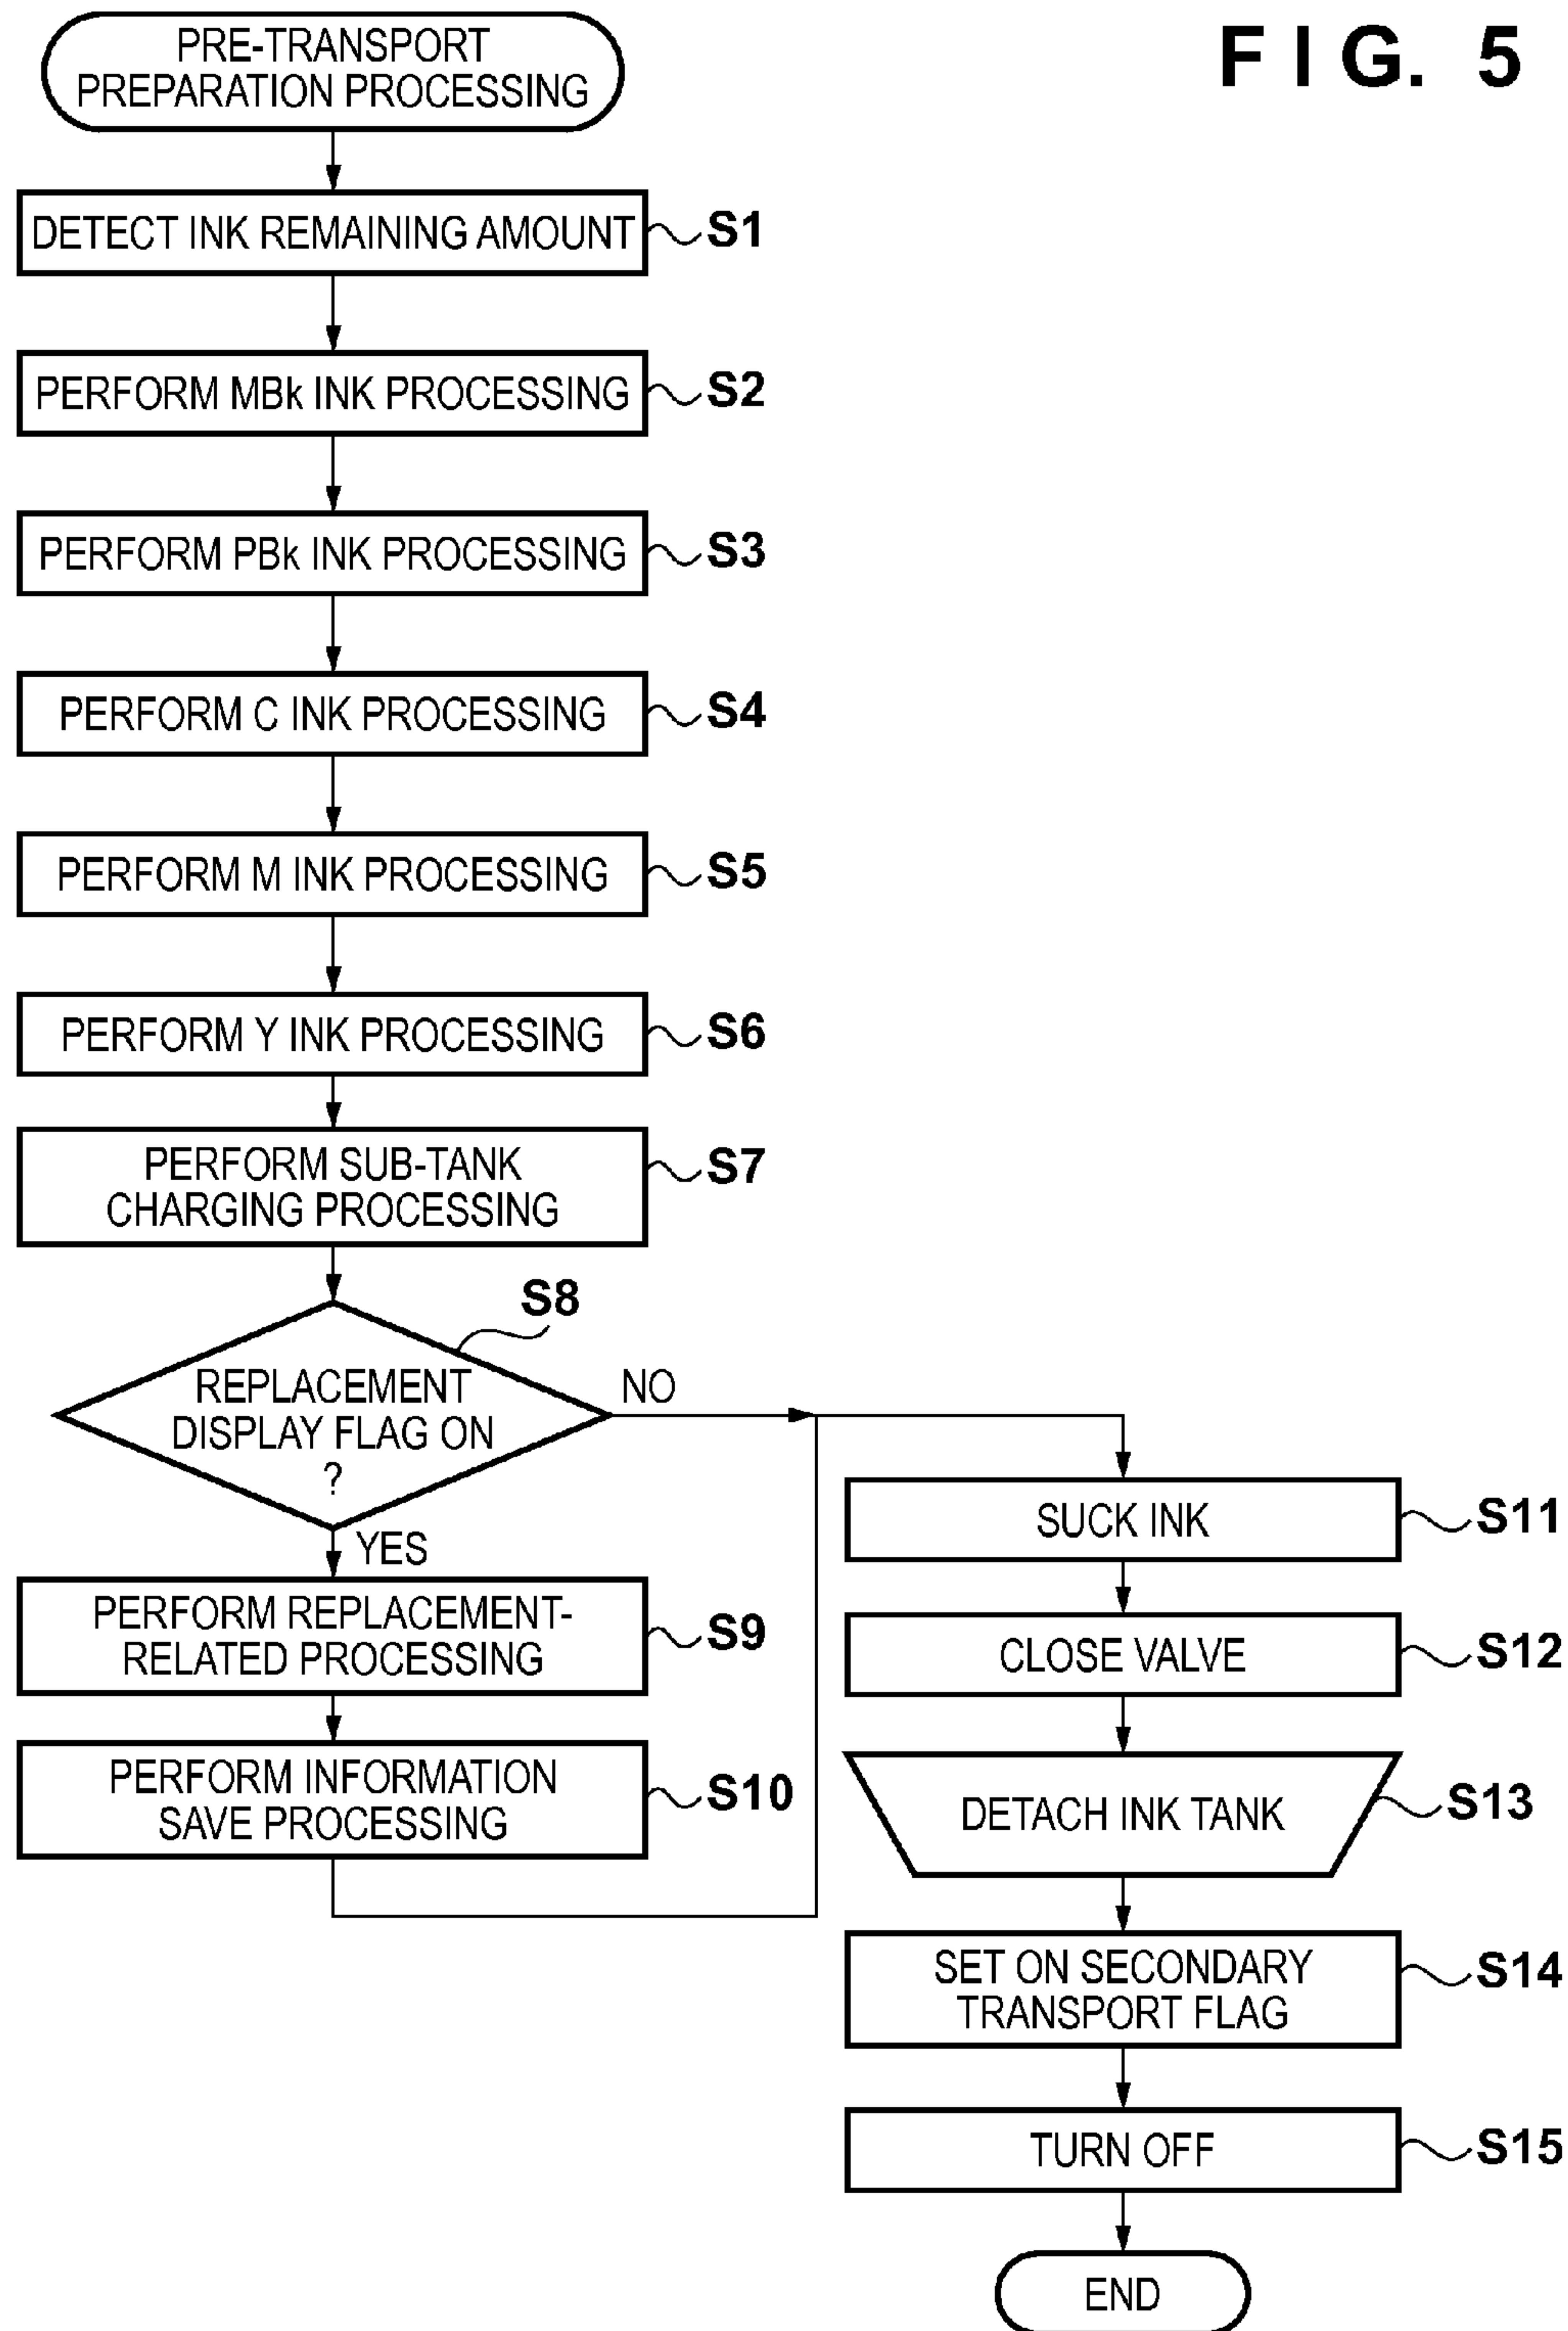 FIG. 5
PRE-TRANSPORT
PREPARATION PROCESSING
DETECT INK REMAINING AMOUNT
S1
PERFORM MBk INK PROCESSING
S2
PERFORM PBk INK PROCESSING
S3
PERFORM C INK PROCESSING
S4
PERFORM M INK PROCESSING
S5
PERFORM Y INK PROCESSING
S6
PERFORM SUB-TANK
CHARGING PROCESSING
S7
S8
REPLACEMENT
DISPLAY FLAG ON
?
NO
YES
PERFORM REPLACEMENT-
RELATED PROCESSING
S9
PERFORM INFORMATION
SAVE PROCESSING
S10
SUCK INK
S11
CLOSE VALVE
S12
DETACH INK TANK
S13
SET ON SECONDARY
TRANSPORT FLAG
S14
TURN OFF
S15
END